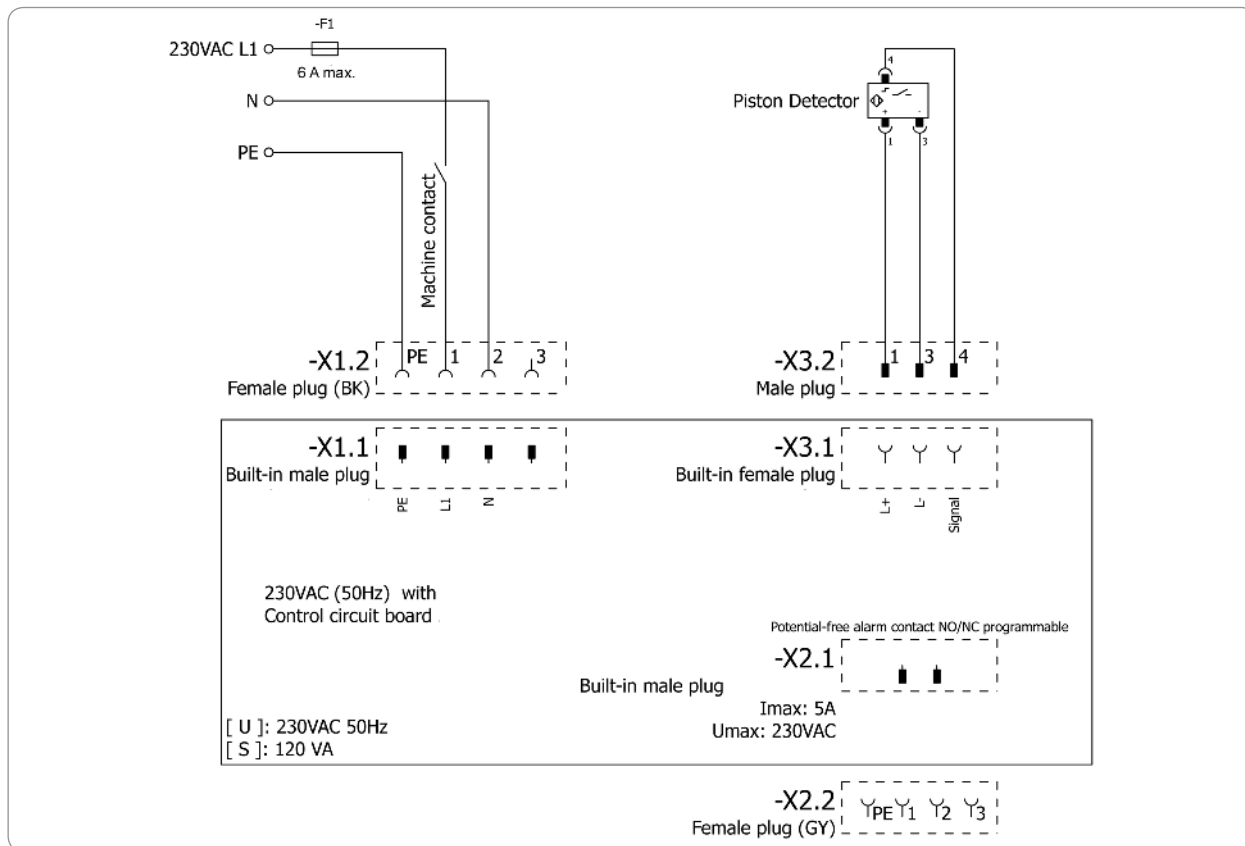 -F1
230VAC L1
6 A max.
N
PE
Machine contact
4
Piston Detector
+ -
1 3
-X1.2 PE 1 2 3
Female plug (BK)
-X3.2 1 3 4
Male plug
-X1.1
Built-in male plug
PE L1 N
-X3.1
Built-in female plug
L+ L- Signal
230VAC (50Hz) with
Control circuit board
Potential-free alarm contact NO/NC programmable
-X2.1
Built-in male plug
Imax: 5A
Umax: 230VAC
[ U ]: 230VAC 50Hz
[ S ]: 120 VA
-X2.2 PE 1 2 3
Female plug (GY)